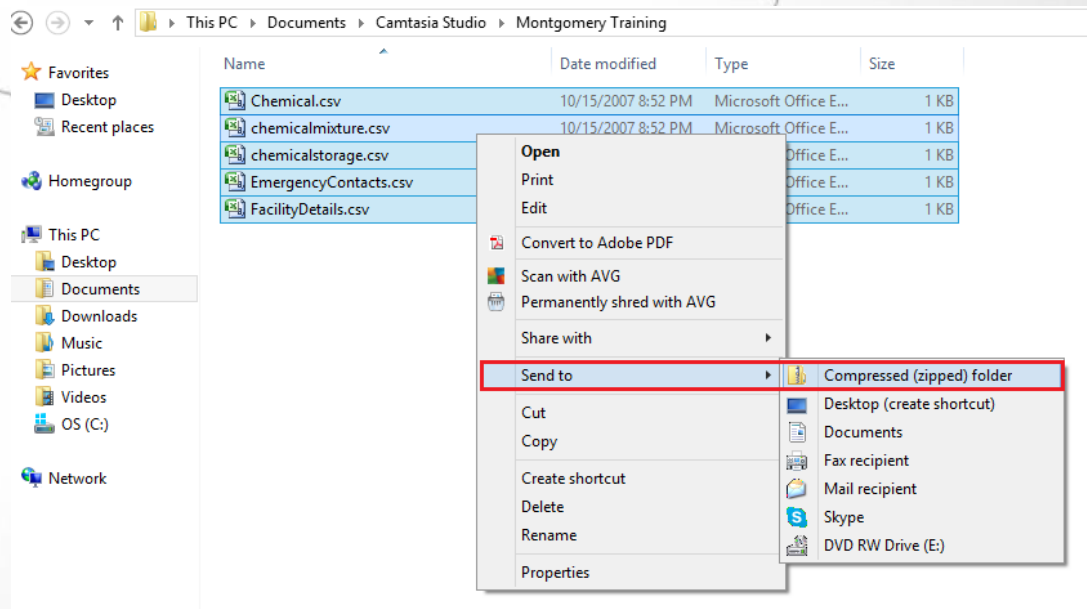 This PC Documents Camtasia Studio Montgomery Training
Name Date modified Type Size
Favorites
Desktop
Recent places
Homegroup
This PC
Desktop
Documents
Downloads
Music
Pictures
Videos
OS (C:)
Network
Chemical.csv 10/15/2007 8:52 PM Microsoft Office E... 1 KB
chemicalmixture.csv 10/15/2007 8:52 PM Microsoft Office E... 1 KB
chemicalstorage.csv Office E... 1 KB
EmergencyContacts.csv Office E... 1 KB
FacilityDetails.csv Office E... 1 KB
Open
Print
Edit
Convert to Adobe PDF
Scan with AVG
Permanently shred with AVG
Share with
Send to
Cut
Copy
Create shortcut
Delete
Rename
Properties
Compressed (zipped) folder
Desktop (create shortcut)
Documents
Fax recipient
Mail recipient
Skype
DVD RW Drive (E:)